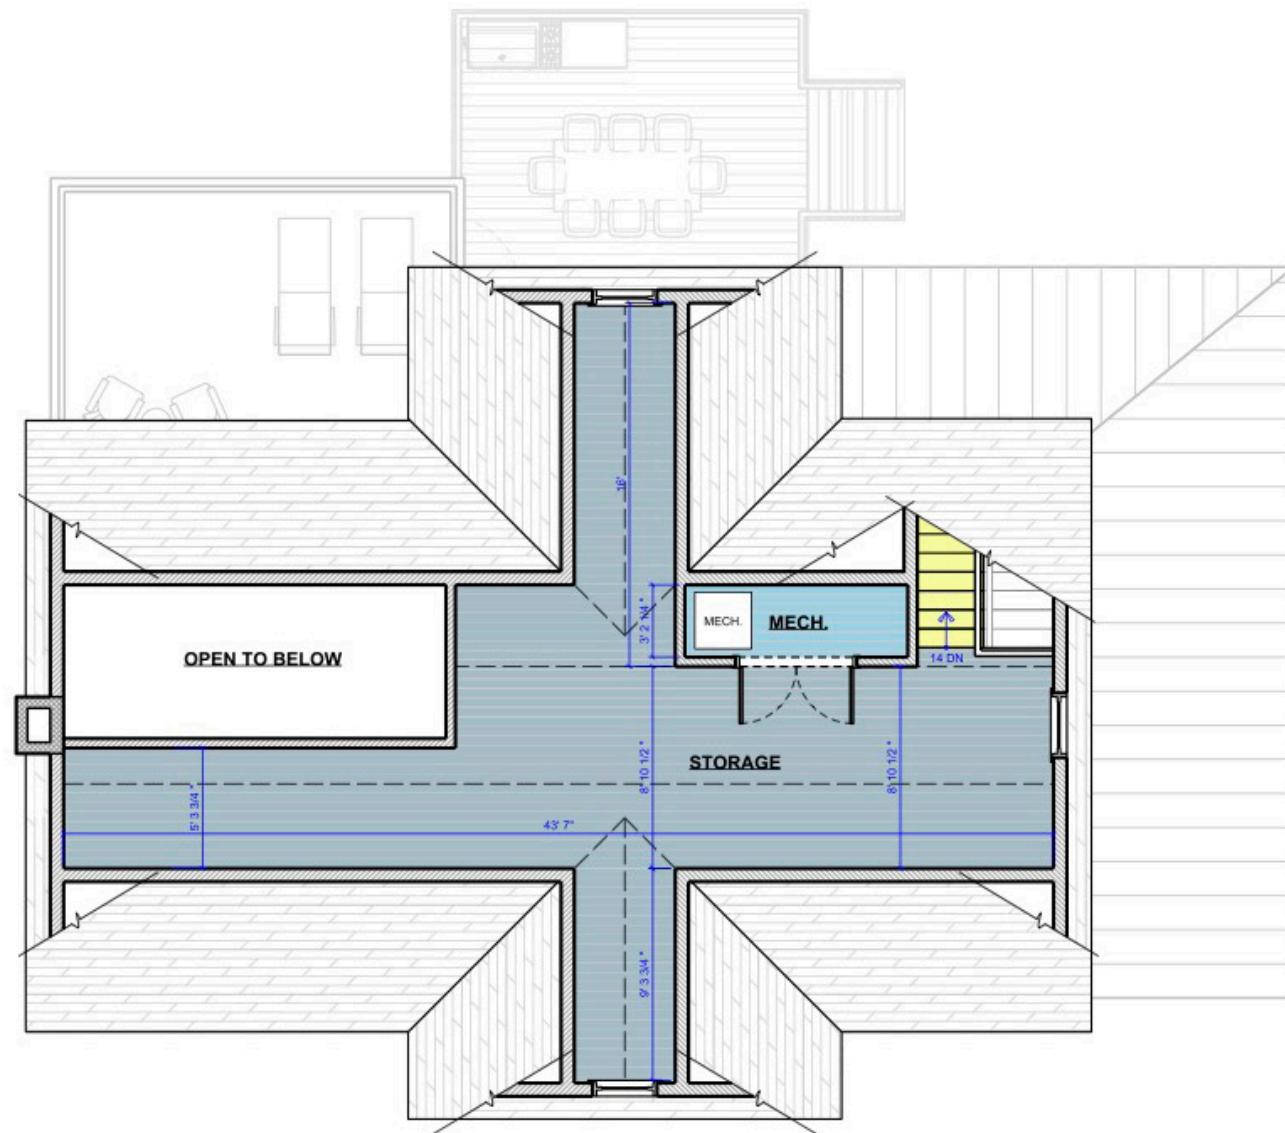 16'
3' 2 1/4 "
MECH.
MECH.
OPEN TO BELOW
14 DN
STORAGE
8' 10 1/2 "
8' 10 1/2 "
5' 3 3/4 "
43' 7"
9' 3 3/4 "